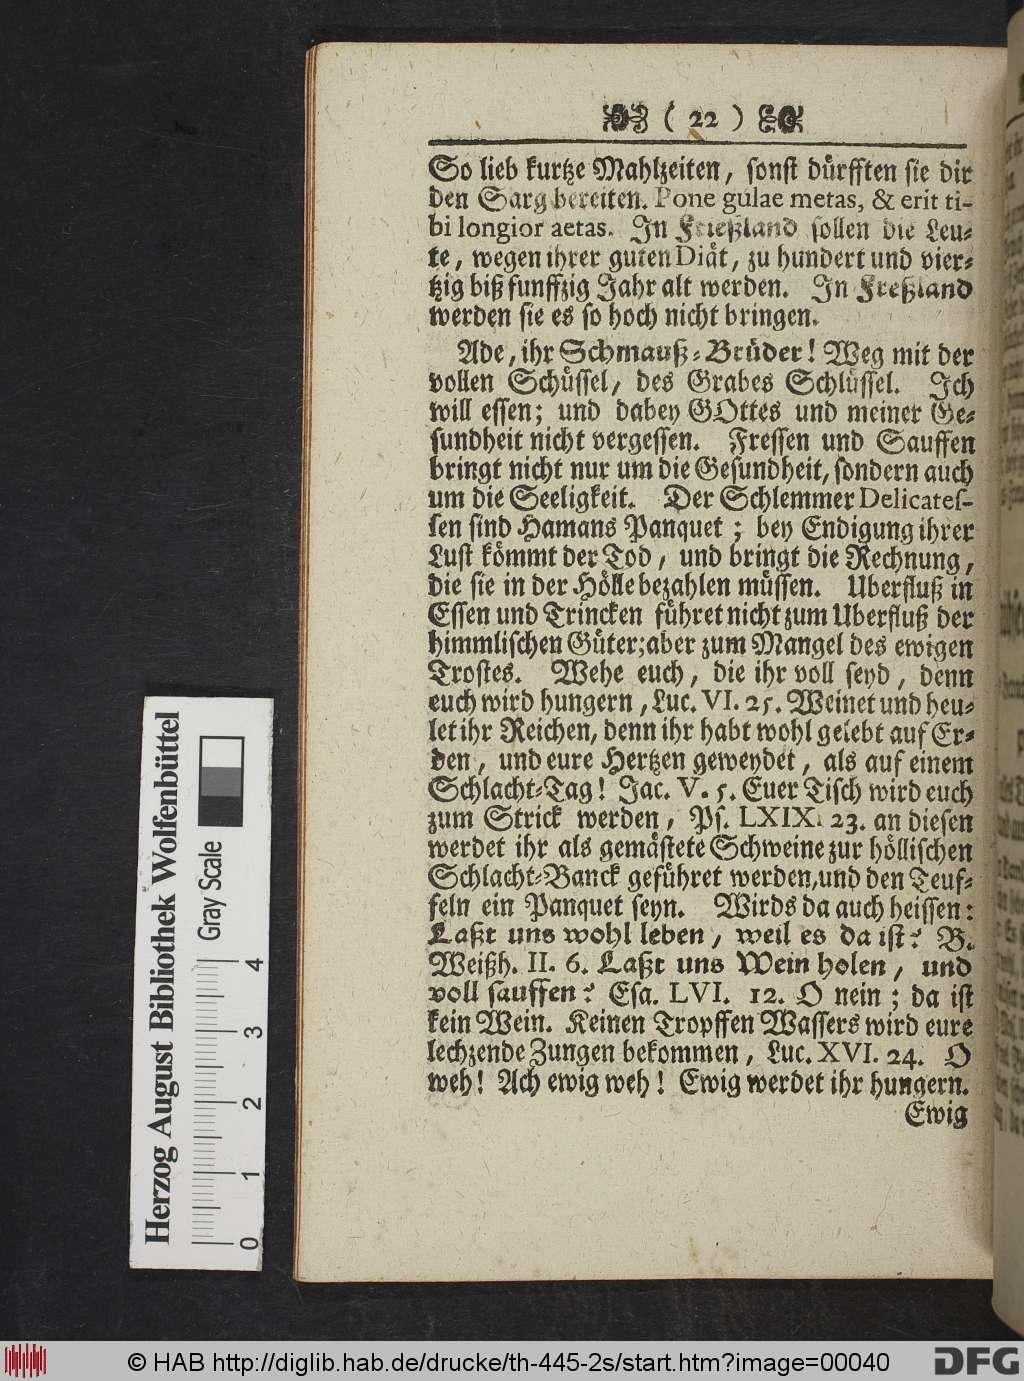 ( 22 )
So lieb kurtze Mahlzeiten, sonst dürfften sie dir
den Sarg bereiten. Pone gulae metas, & erit ti-
bi longior aetas. In Frießland sollen die Leu-
te, wegen ihrer guten Diät, zu hundert und vier-
tzig biß funffzig Jahr alt werden. In Freßland
werden sie es so hoch nicht bringen.
Ade, ihr Schmauß-Brüder! Weg mit der
vollen Schüssel, des Grabes Schlüssel. Ich
will essen; und dabey GOttes und meiner Ge-
sundheit nicht vergessen. Fressen und Sauffen
bringt nicht nur um die Gesundheit, sondern auch
um die Seeligkeit. Der Schlemmer Delicates-
sen sind Hamans Panquet; bey Endigung ihrer
Lust kömmt der Tod, und bringt die Rechnung,
die sie in der Hölle bezahlen müssen. Uberfluß in
Essen und Trincken führet nicht zum Uberfluß der
himmlischen Güter; aber zum Mangel des ewigen
Trostes. Wehe euch, die ihr voll seyd, denn
euch wird hungern, Luc. VI. 25. Weinet und heu-
let ihr Reichen, denn ihr habt wohl gelebt auf Er-
den, und eure Hertzen geweydet, als auf einem
Schlacht-Tag! Jac. V. 5. Euer Tisch wird euch
zum Strick werden, Ps. LXIX. 23. an diesen
werdet ihr als gemästete Schweine zur höllischen
Schlacht-Banck geführet werden, und den Teuf-
feln ein Panquet seyn. Wirds da auch heissen:
Laßt uns wohl leben, weil es da ist? B.
Weißh. II. 6. Laßt uns Wein holen, und
voll sauffen? Esa. LVI. 12. O nein; da ist
kein Wein. Keinen Tropffen Wassers wird eure
lechzende Zungen bekommen, Luc. XVI. 24. O
weh! Ach ewig weh! Ewig werdet ihr hungern.
Ewig
Herzog August Bibliothek Wolfenbüttel
Gray Scale
0 1 2 3 4
© HAB http://diglib.hab.de/drucke/th-445-2s/start.htm?image=00040
DFG